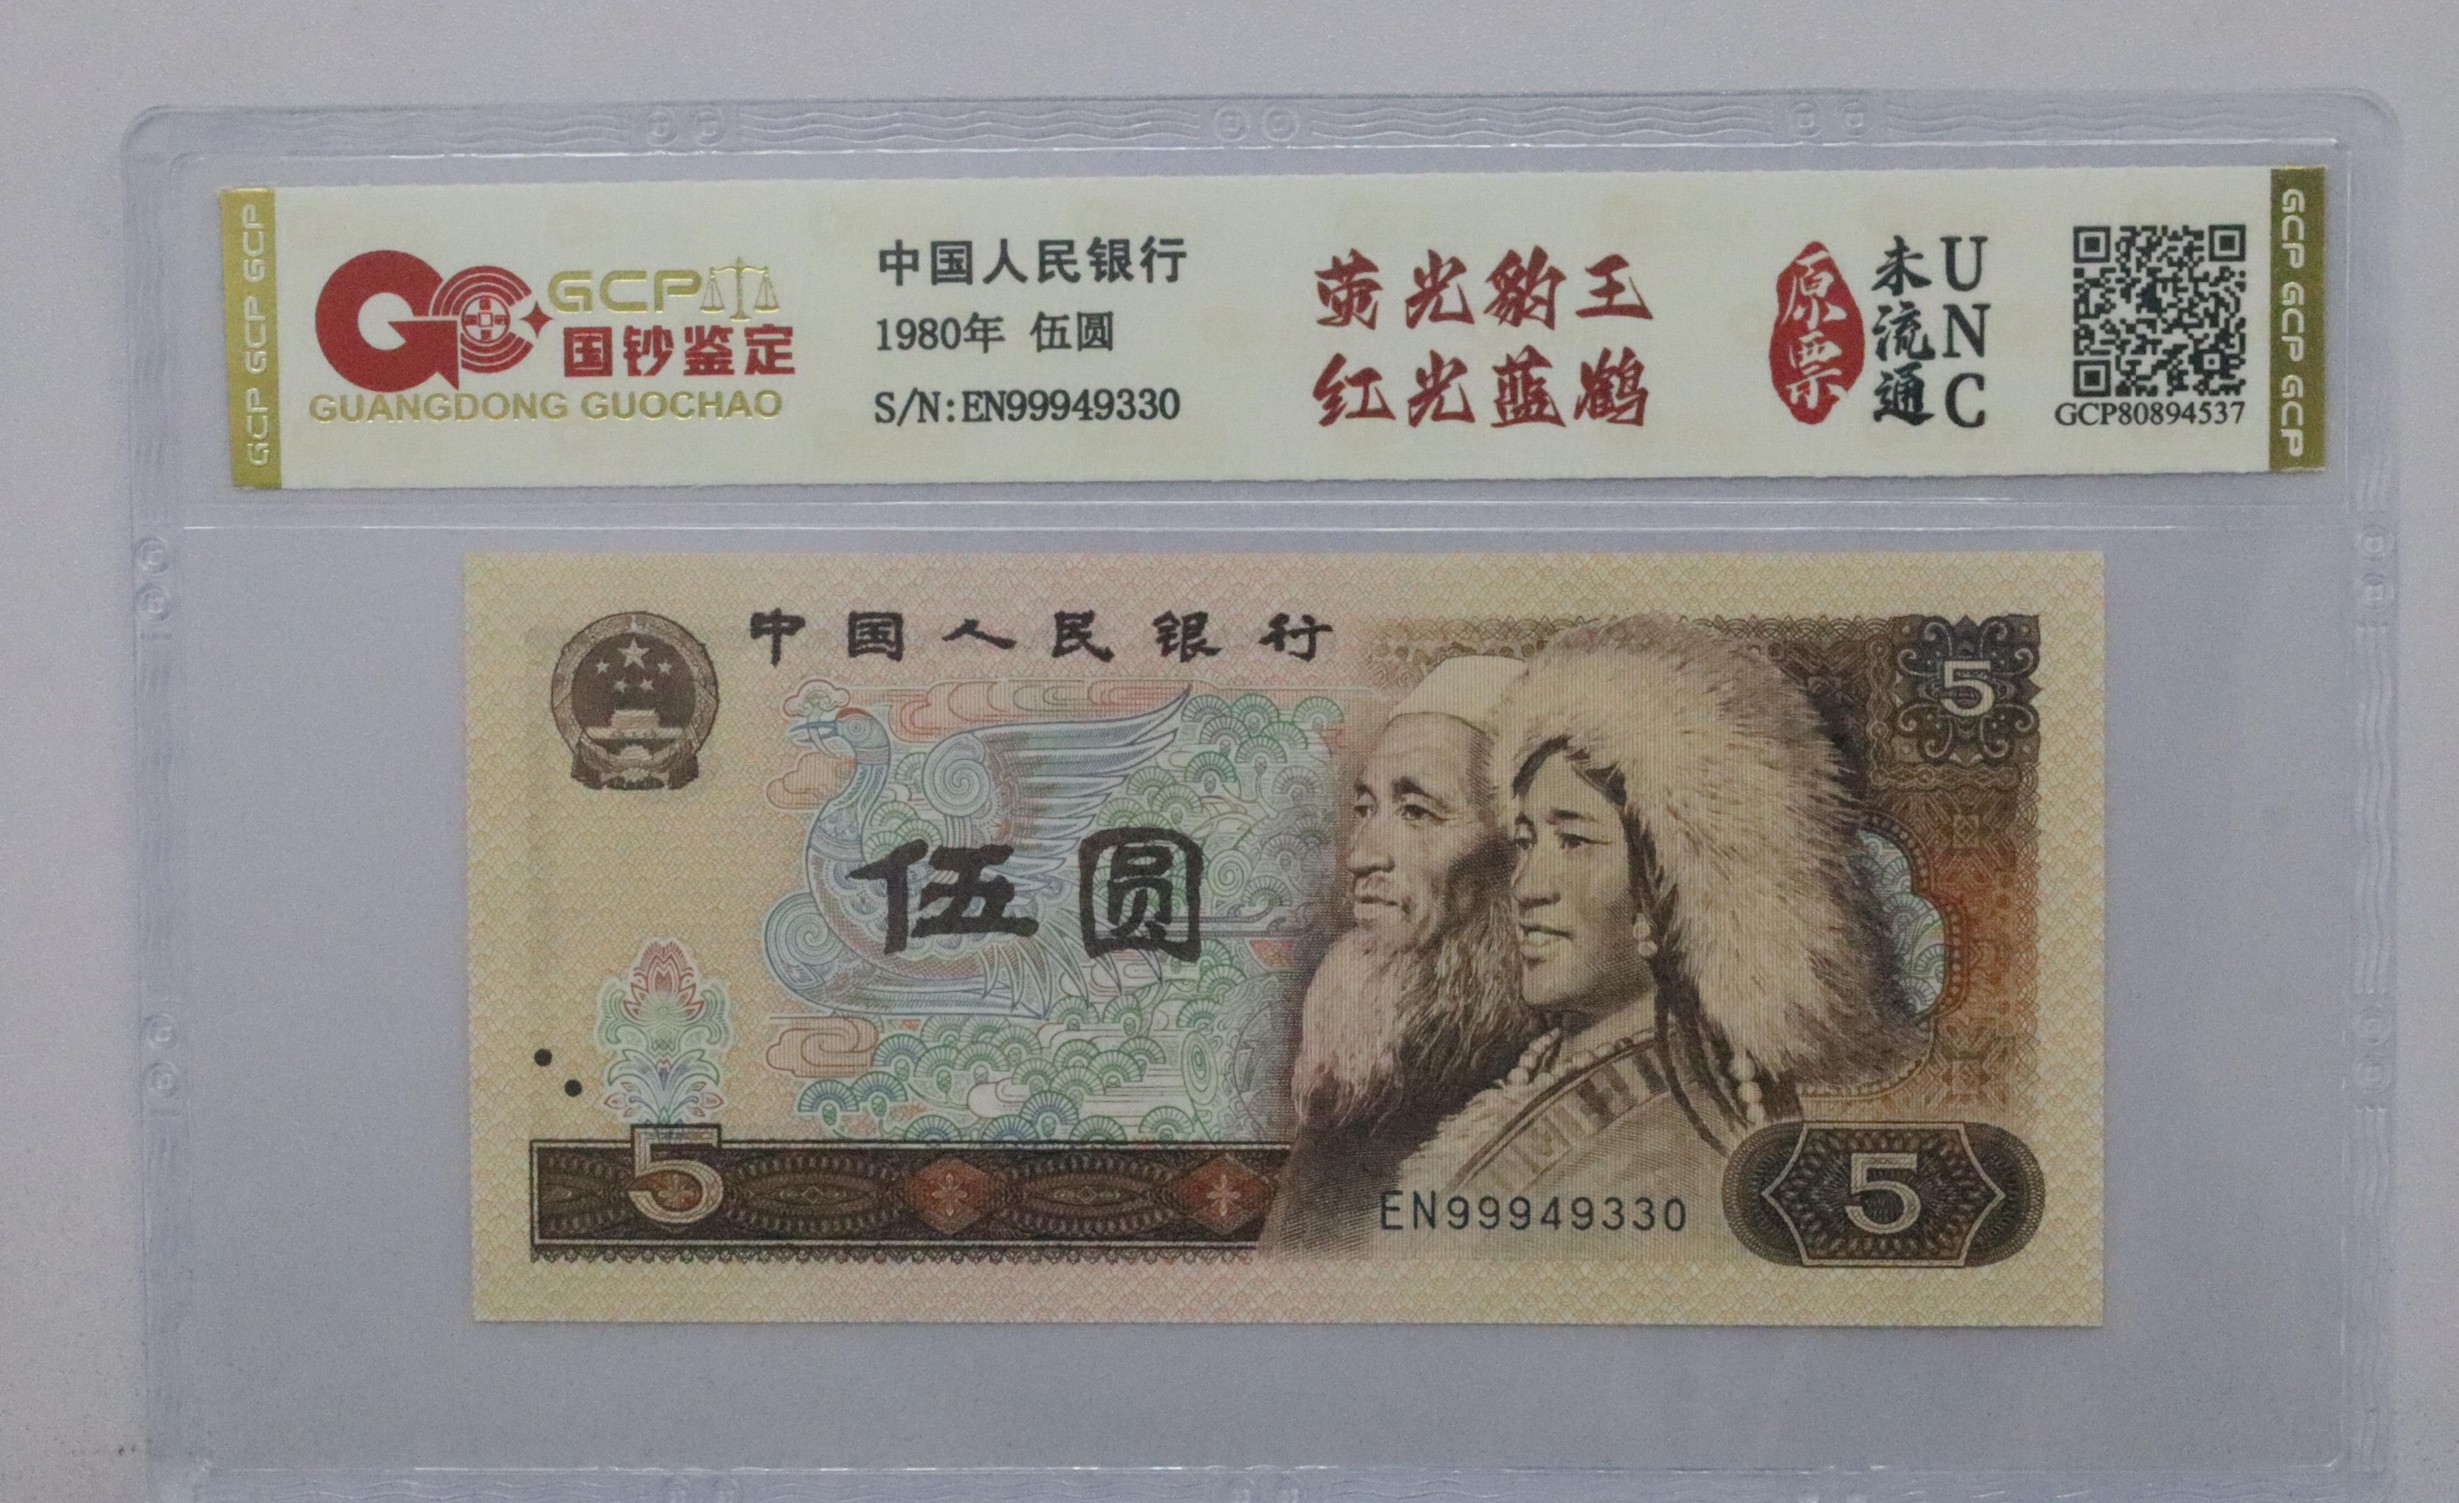 GCP GCP GCP
GCP
国钞鉴定
GUANGDONG GUOCHAO
中国人民银行
1980年 伍圆
S/N:EN99949330
荧光豹王
红光蓝鹤
原票
未流通
UNC
GCP80894537
GCP GCP GCP
中国人民银行
5
伍圆
5
EN99949330
5